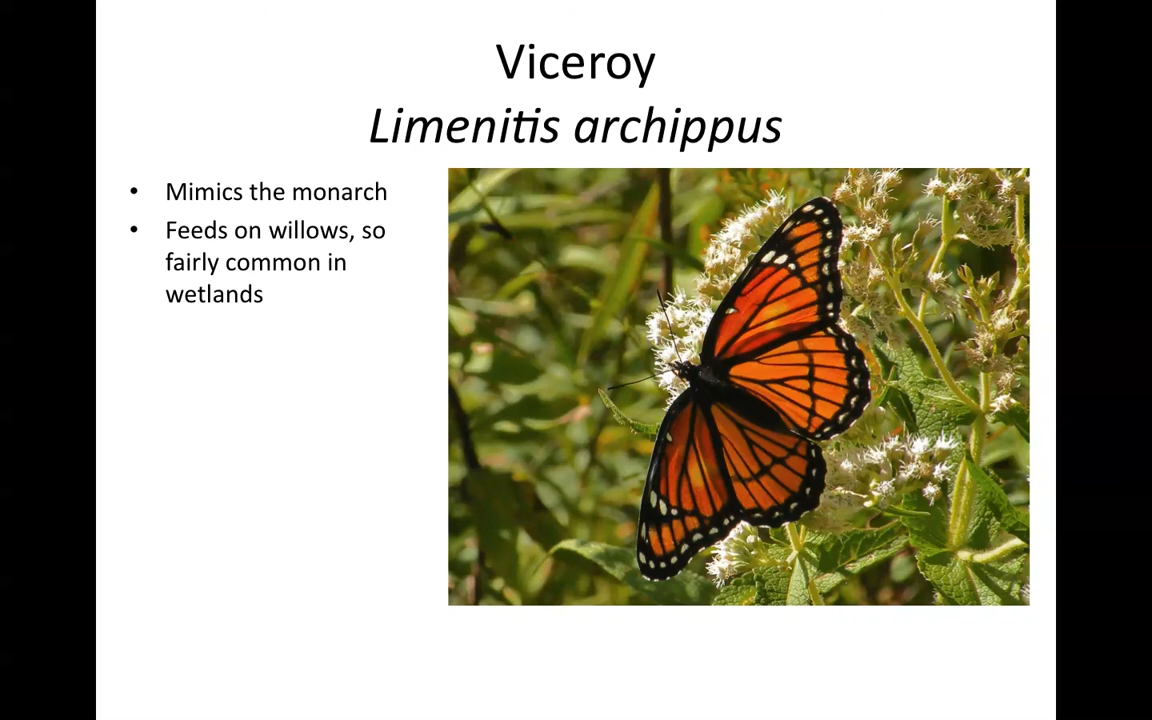 Viceroy
Limenitis archippus
• Mimics the monarch
• Feeds on willows, so
fairly common in
wetlands